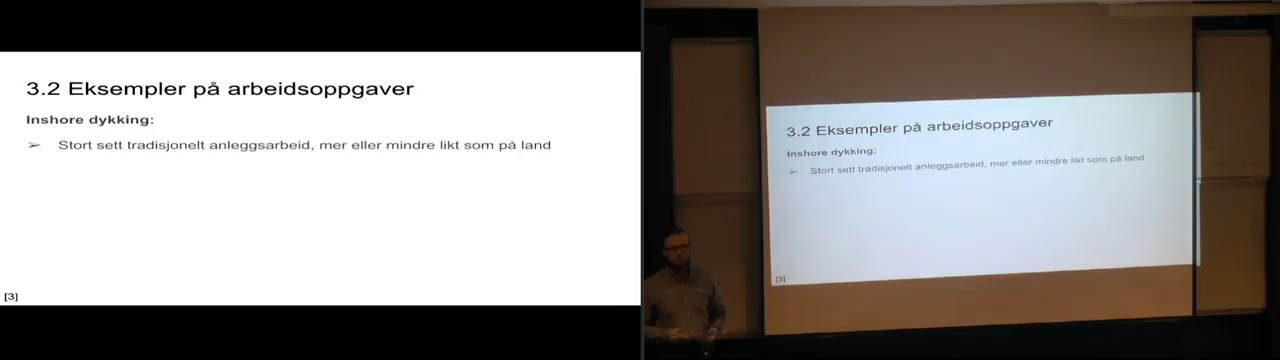 3.2 Eksempler på arbeidsoppgaver
Inshore dykking:
➢ Stort sett tradisjonelt anleggsarbeid, mer eller mindre likt som på land
[3]
3.2 Eksempler på arbeidsoppgaver
Inshore dykking:
➢ Stort sett tradisjonelt anleggsarbeid, mer eller mindre likt som på land
[3]